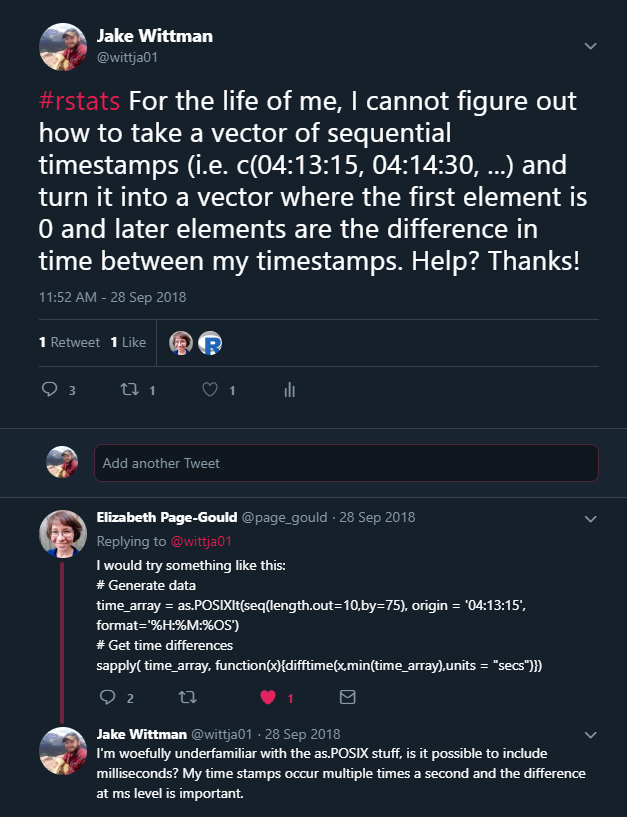 Jake Wittman
@wittja01
#rstats For the life of me, I cannot figure out
how to take a vector of sequential
timestamps (i.e. c(04:13:15, 04:14:30, ...) and
turn it into a vector where the first element is
0 and later elements are the difference in
time between my timestamps. Help? Thanks!
11:52 AM - 28 Sep 2018
1 Retweet 1 Like
R
3 1 1
Add another Tweet
Elizabeth Page-Gould @page_gould · 28 Sep 2018
Replying to @wittja01
I would try something like this:
# Generate data
time_array = as.POSIXlt(seq(length.out=10,by=75), origin = '04:13:15',
format='%H:%M:%OS')
# Get time differences
sapply( time_array, function(x){difftime(x,min(time_array),units = "secs")})
2 1
Jake Wittman @wittja01 · 28 Sep 2018
I'm woefully underfamiliar with the as.POSIX stuff, is it possible to include
milliseconds? My time stamps occur multiple times a second and the difference
at ms level is important.